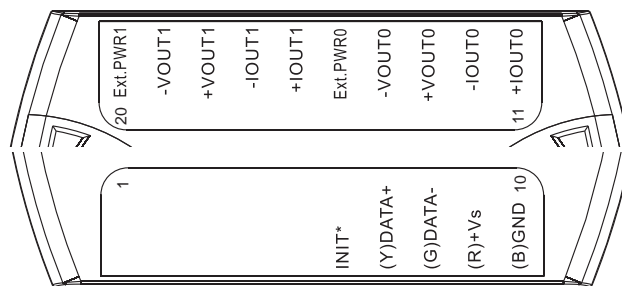 20 Ext.PWR1
-VOUT1
+VOUT1
-IOUT1
+IOUT1
Ext.PWR0
-VOUT0
+VOUT0
-IOUT0
11 +IOUT0
1
INIT*
(Y)DATA+
(G)DATA-
(R)+Vs
(B)GND 10